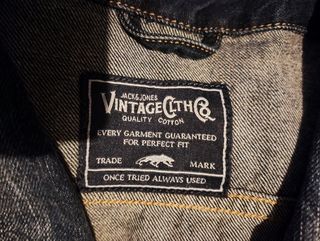 JACK & JONES
VINTAGE CLTH Co
QUALITY COTTON
EVERY GARMENT GUARANTEED
FOR PERFECT FIT
TRADE MARK
ONCE TRIED ALWAYS USED